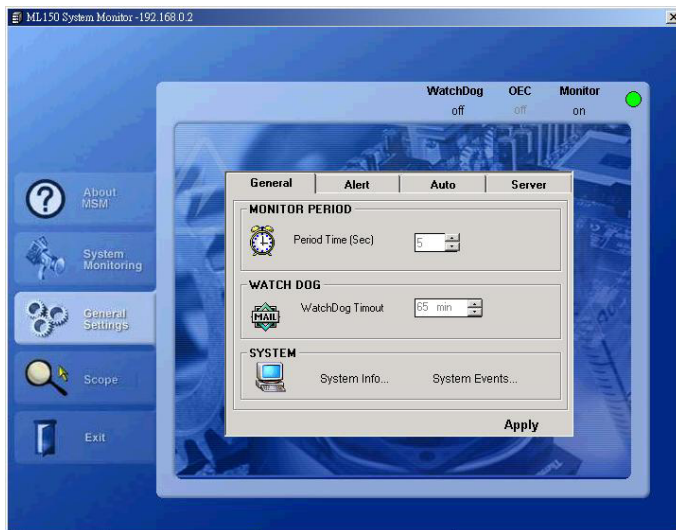 ML150 System Monitor -192.168.0.2
WatchDog OEC Monitor
off off on
About
MSM
System
Monitoring
General
Settings
Scope
Exit
General Alert Auto Server
MONITOR PERIOD
Period Time (Sec) 5
WATCH DOG
MAIL
WatchDog Timout 65 min
SYSTEM
System Info... System Events...
Apply